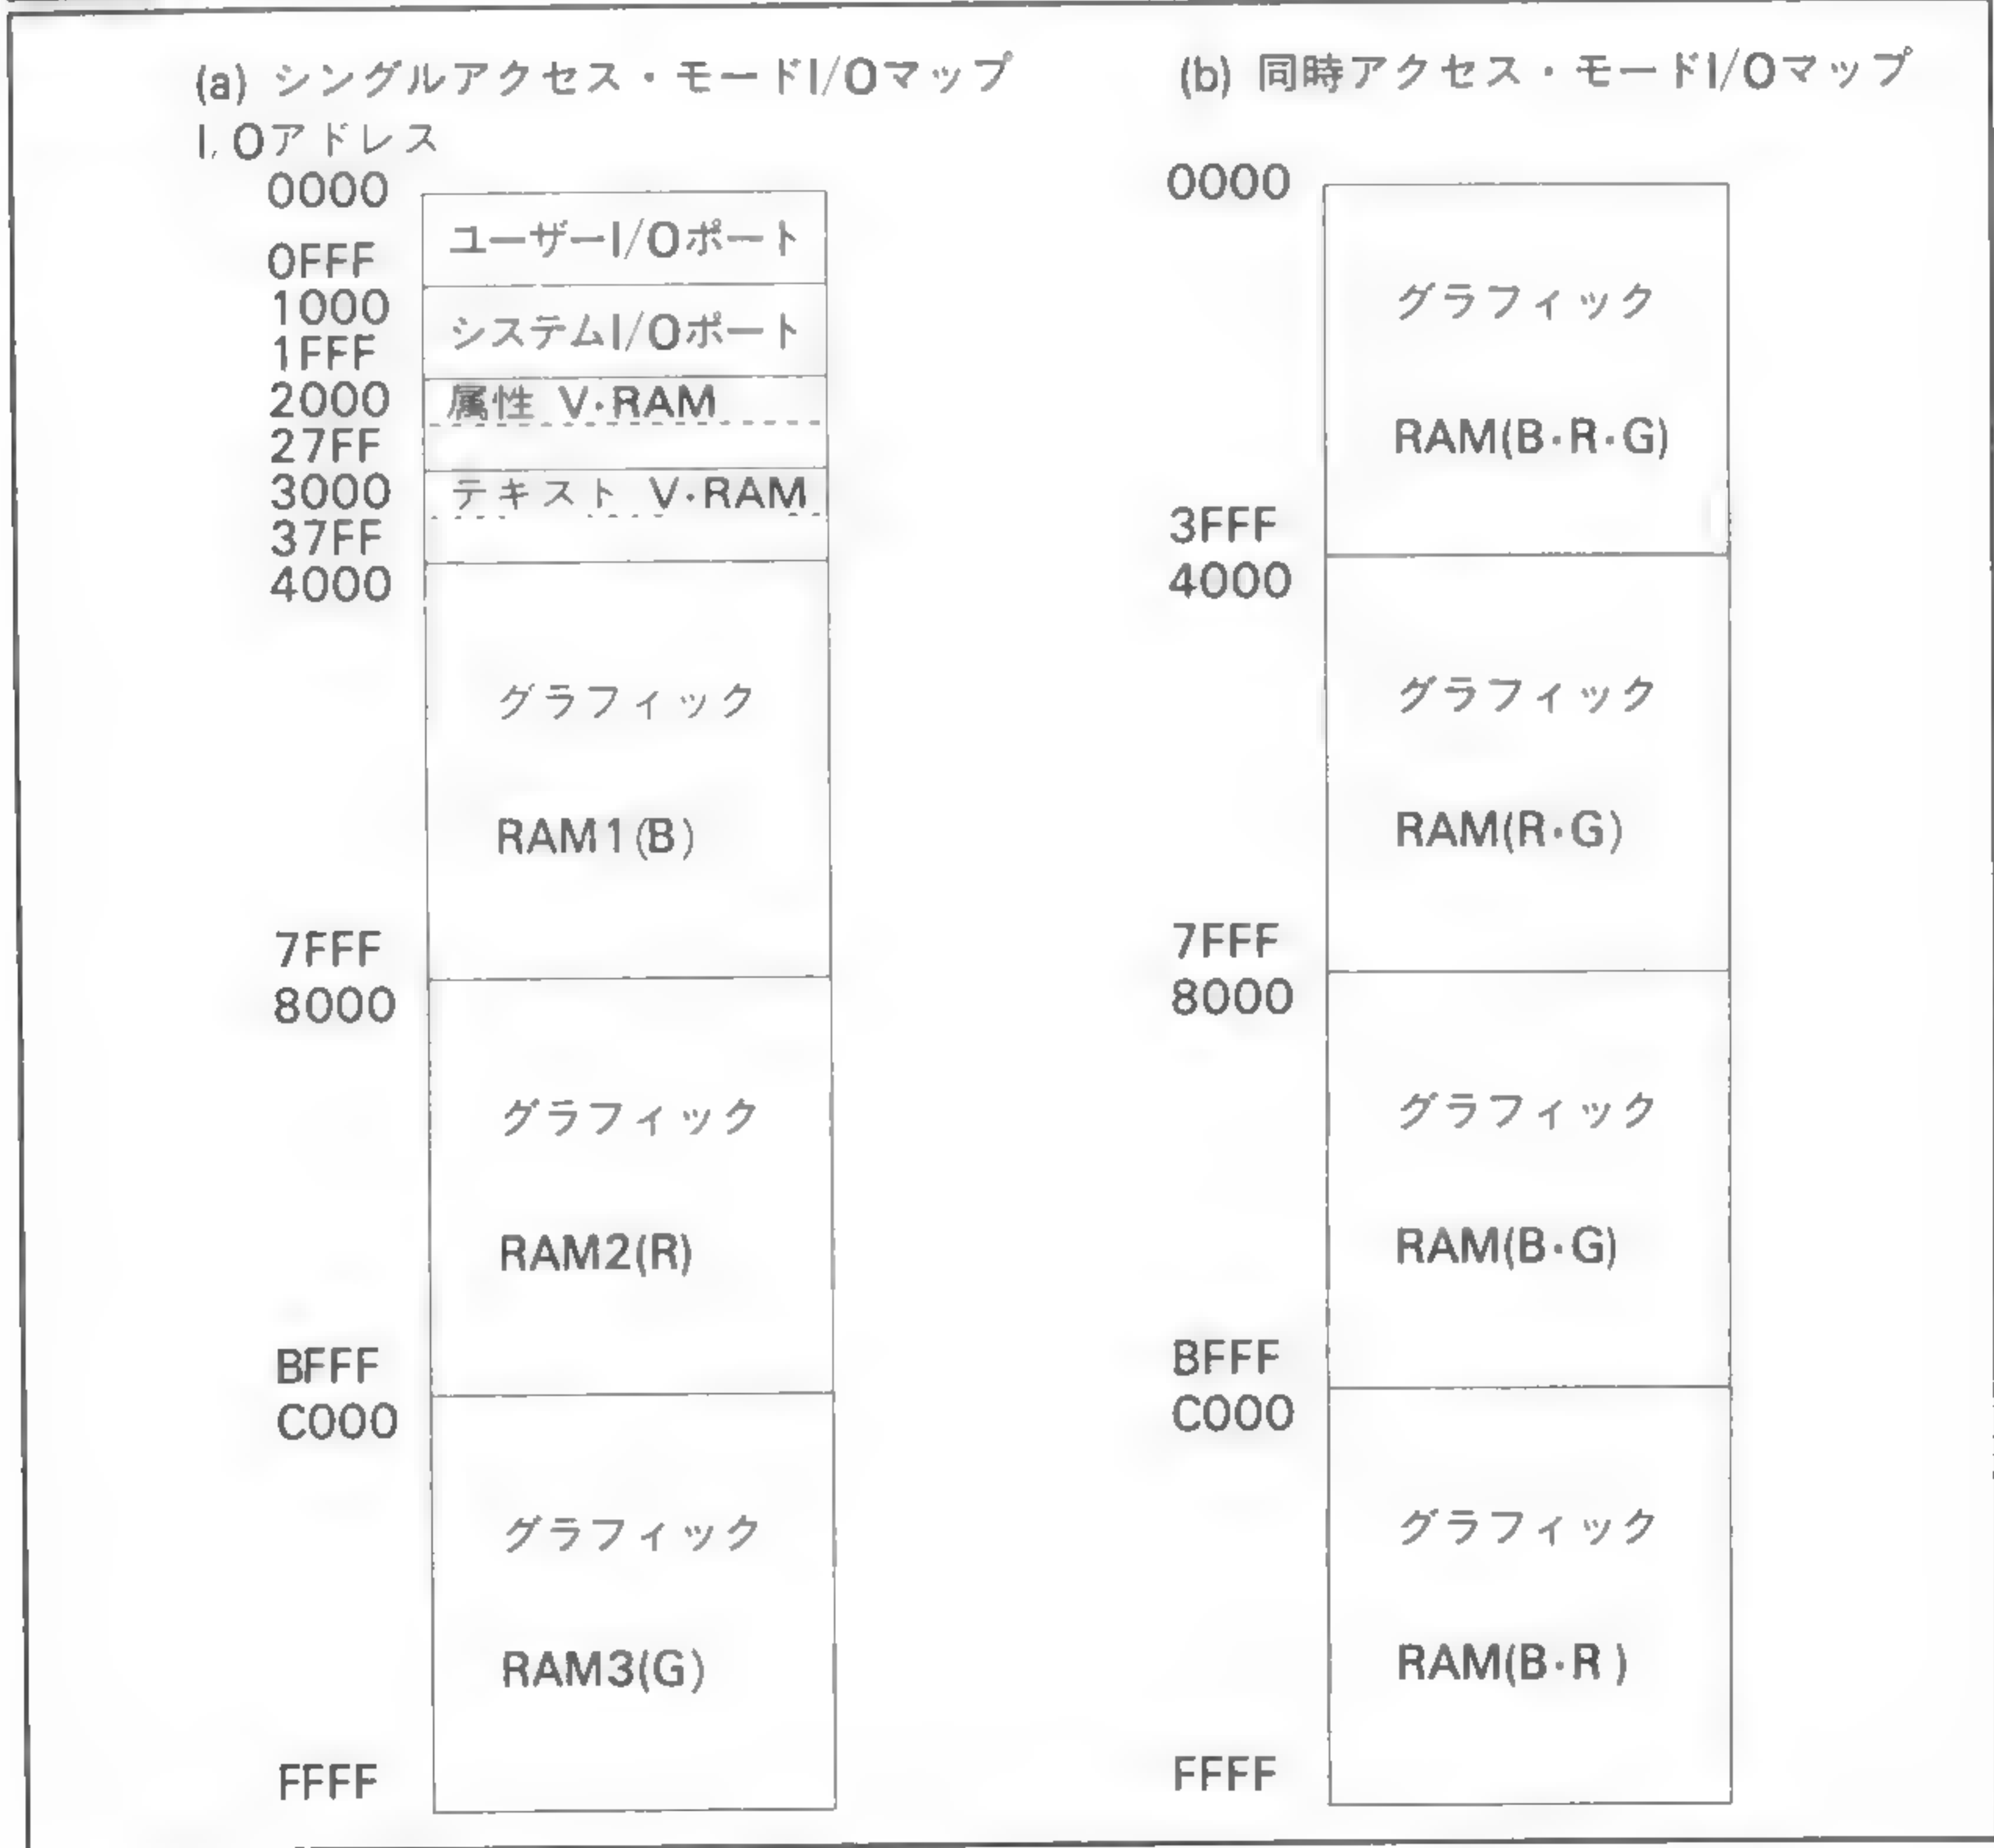 (a) シングルアクセス・モードI/Oマップ
I/Oアドレス
0000
ユーザーI/Oポート
0FFF
1000
システムI/Oポート
1FFF
2000
属性 V・RAM
27FF
3000
テキスト V・RAM
37FF
4000
グラフィック
RAM1(B)
7FFF
8000
グラフィック
RAM2(R)
BFFF
C000
グラフィック
RAM3(G)
FFFF
(b) 同時アクセス・モードI/Oマップ
0000
グラフィック
RAM(B・R・G)
3FFF
4000
グラフィック
RAM(R・G)
7FFF
8000
グラフィック
RAM(B・G)
BFFF
C000
グラフィック
RAM(B・R)
FFFF